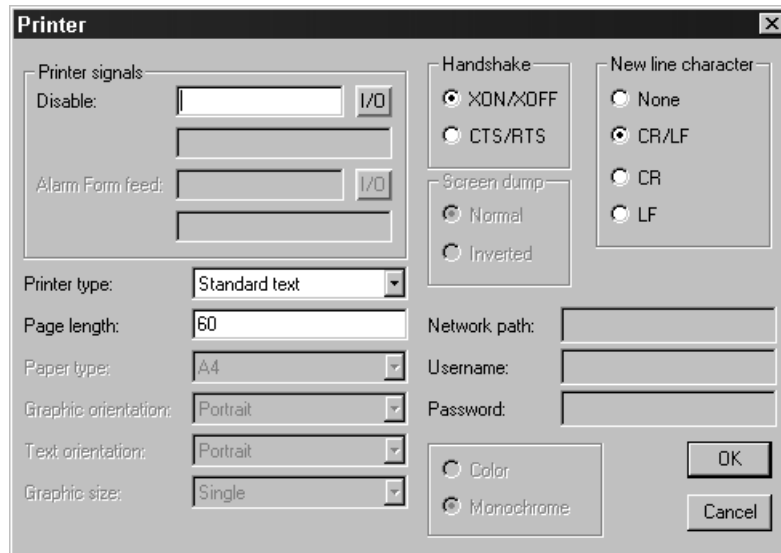 Printer
Printer signals
Disable:
I/O
Alarm Form feed:
I/O
Handshake
XON/XOFF
CTS/RTS
New line character
None
CR/LF
CR
LF
Screen dump
Normal
Inverted
Printer type:
Standard text
Page length:
60
Paper type:
A4
Graphic orientation:
Portrait
Text orientation:
Portrait
Graphic size:
Single
Network path:
Username:
Password:
Color
Monochrome
OK
Cancel